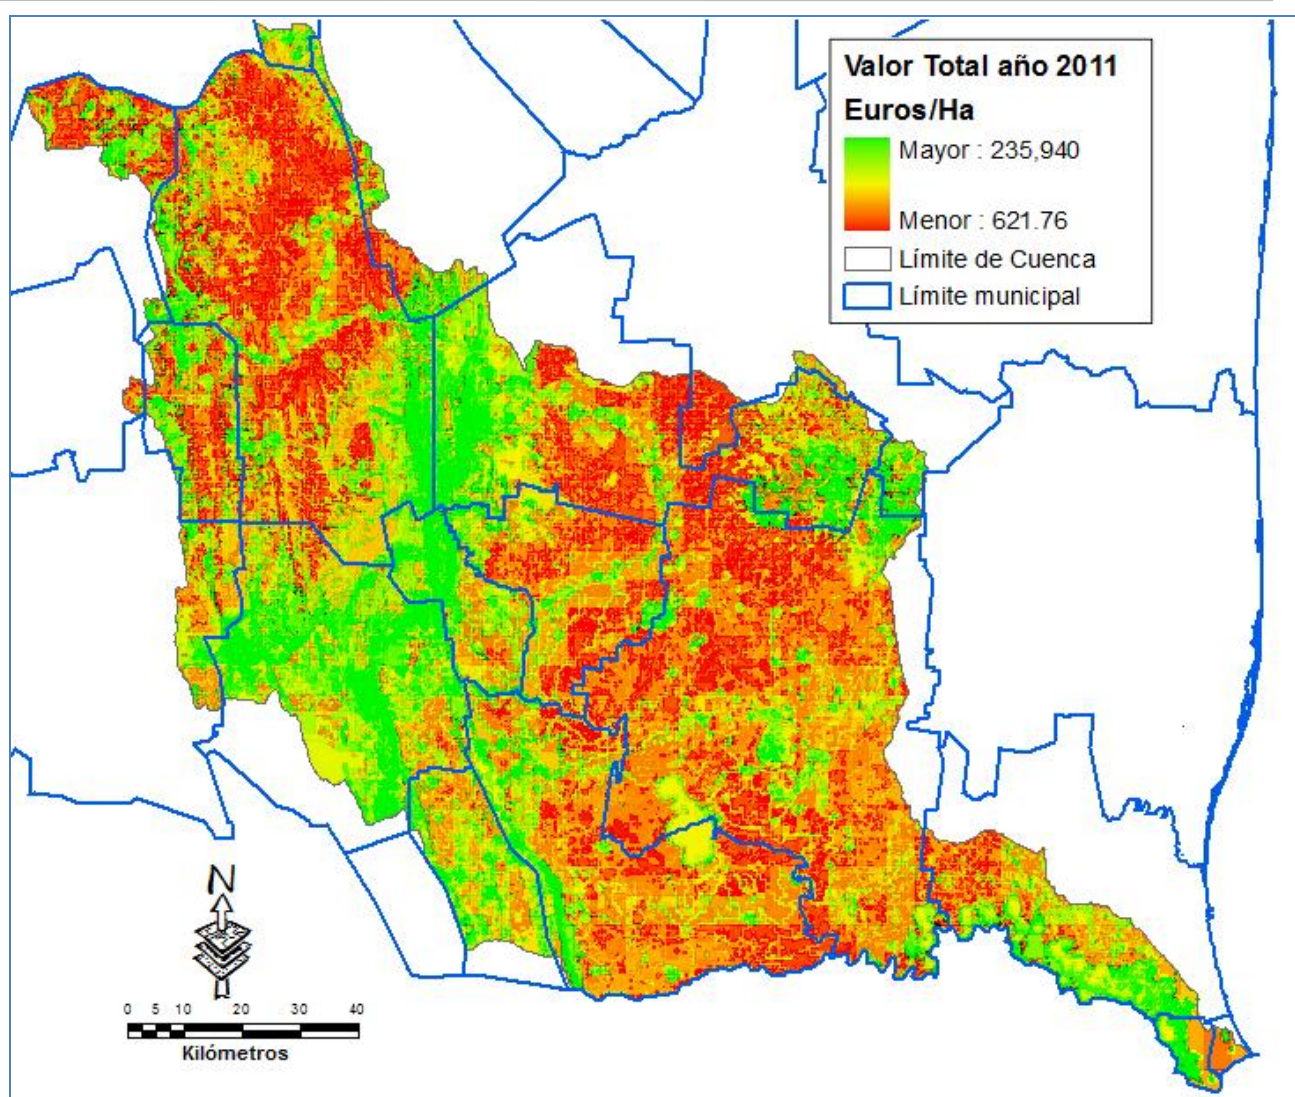 Valor Total año 2011
Euros/Ha
Mayor : 235,940
Menor : 621.76
Límite de Cuenca
Límite municipal
N
0 5 10 20 30 40
Kilómetros